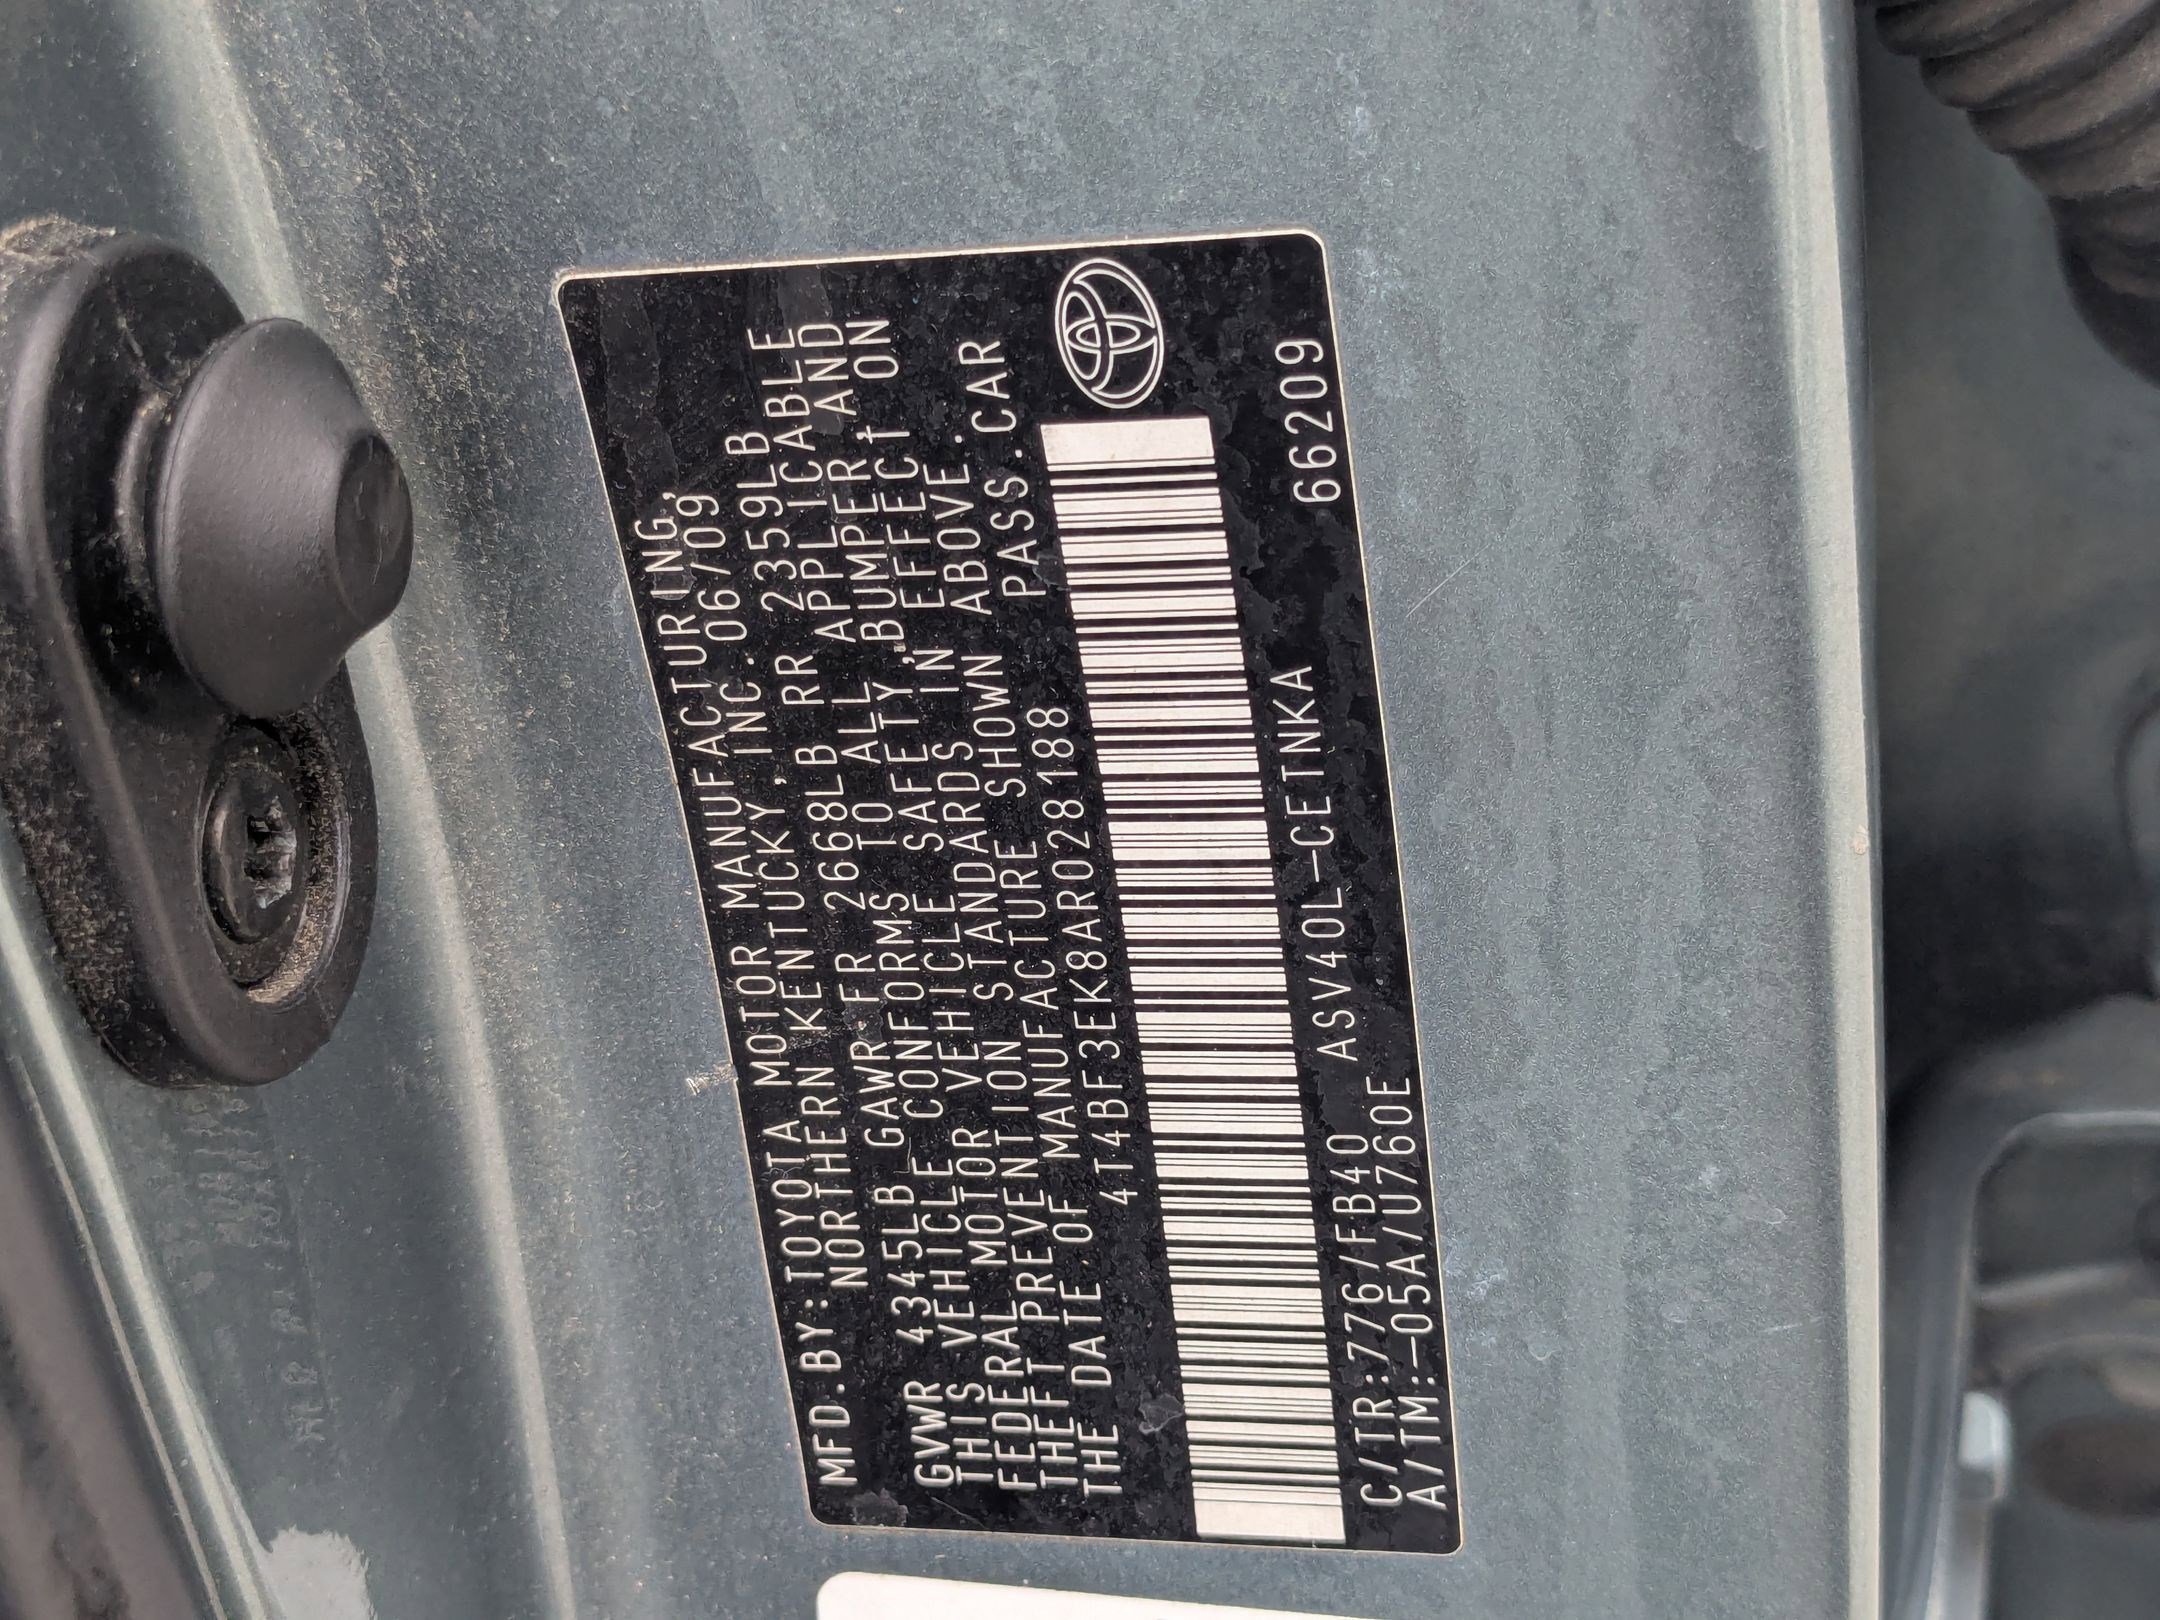 MFD.BY:TOYOTA MOTOR MANUFACTURING,
NORTHERN KENTUCKY,INC.06/09
GVWR 4345LB GAWR FR 2668LB RR 2359LB
THIS VEHICLE CONFORMS TO ALL APPLICABLE
FEDERAL MOTOR VEHICLE SAFETY,BUMPER,AND
THEFT PREVENTION STANDARDS IN EFFECT ON
THE DATE OF MANUFACTURE SHOWN ABOVE.
4T4BF3EK8AR028188 PASS.CAR
C/TR:776/FB40 ASV40L-CETNKA 66209
A/TM:-05A/U760E